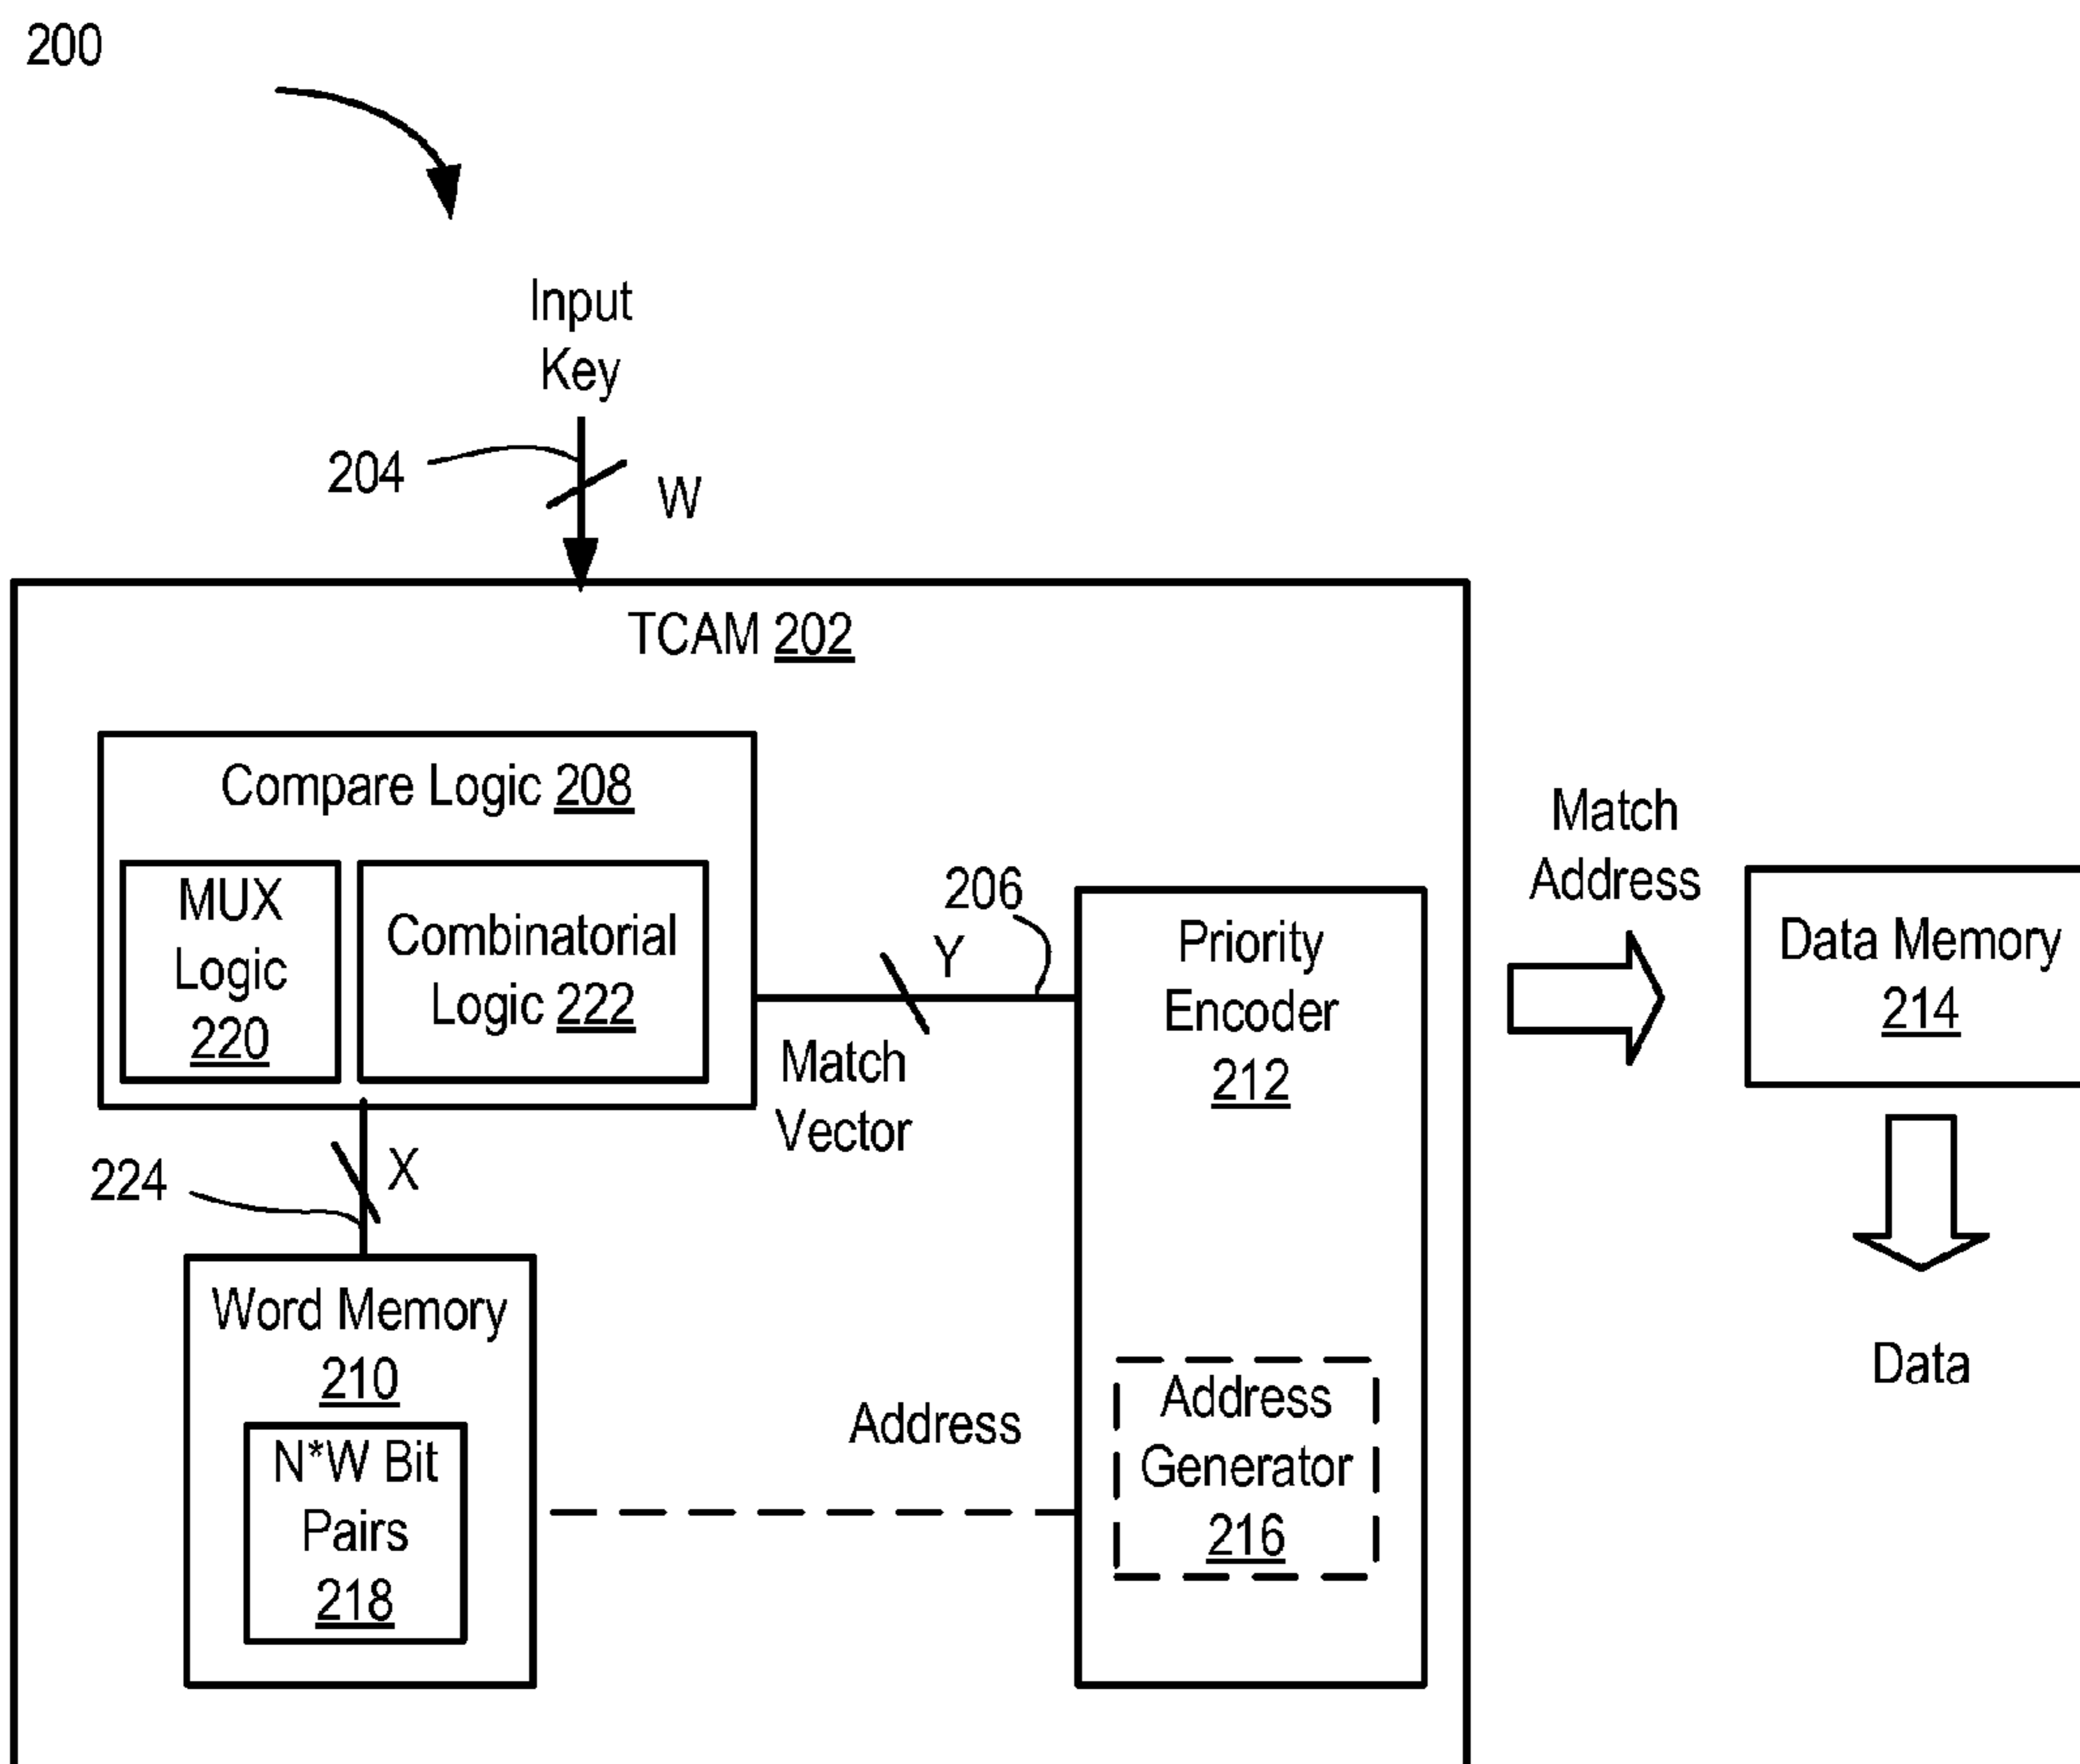 200
Input
Key
204
W
TCAM 202
Compare Logic 208
MUX
Logic
220
Combinatorial
Logic 222
206
Y
Match
Vector
Priority
Encoder
212
Match
Address
Data Memory
214
224
X
Word Memory
210
N*W Bit
Pairs
218
Address
Address
Generator
216
Data